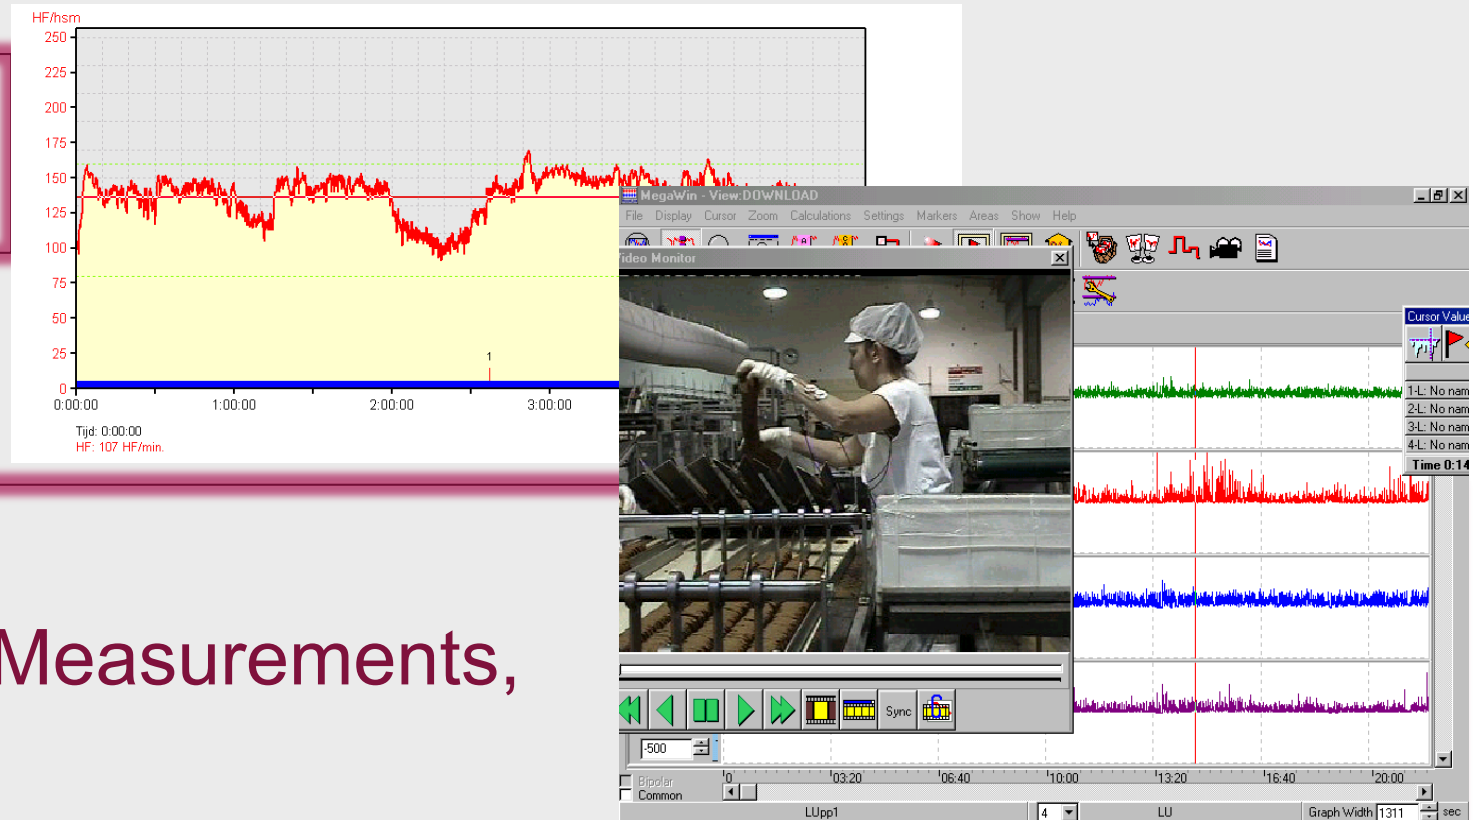 HF/hsm
250
225
200
175
150
125
100
75
50
25
0
1
0:00:00 1:00:00 2:00:00 3:00:00
Tijd: 0:00:00
HF: 107 HF/min.
Measurements,
MegaWin - View:DOWNLOAD
File Display Cursor Zoom Calculations Settings Markers Areas Show Help
Video Monitor
Sync
Cursor Value
1-L: No nam
2-L: No nam
3-L: No nam
4-L: No nam
Time 0:14
-500
Bipolar
Common
0 03:20 06:40 10:00 13:20 16:40 20:00
LUpp1 4 LU Graph Width 1311 sec